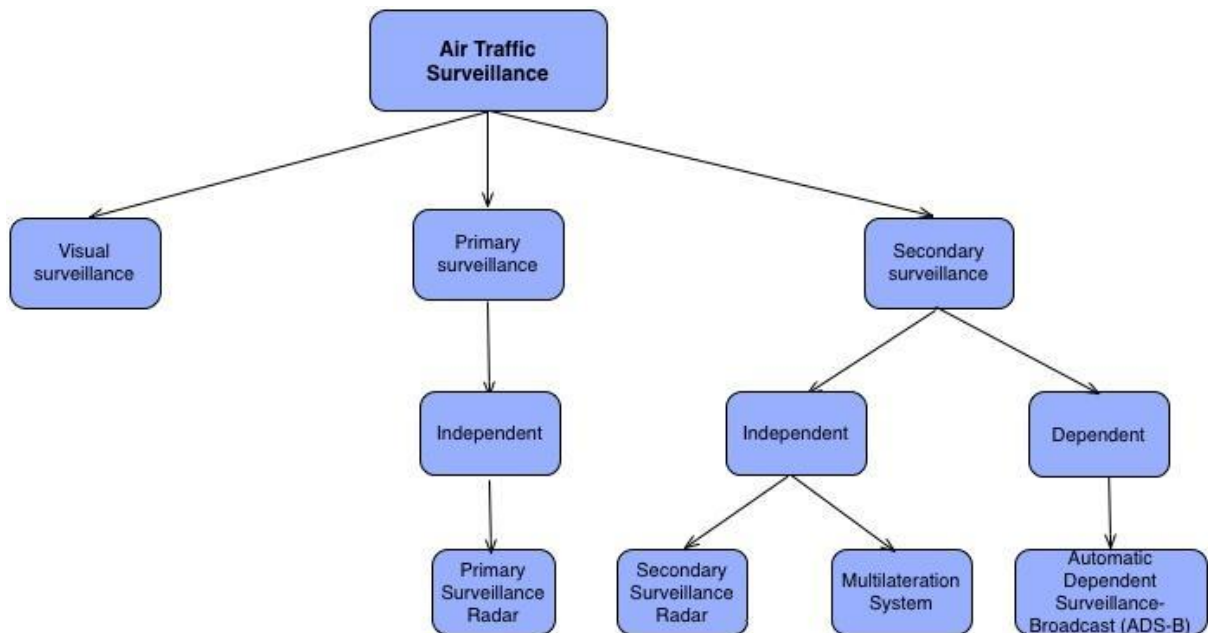 Air Traffic
Surveillance
Visual
surveillance
Primary
surveillance
Secondary
surveillance
Independent
Independent
Dependent
Primary
Surveillance
Radar
Secondary
Surveillance
Radar
Multilateration
System
Automatic
Dependent
Surveillance-
Broadcast (ADS-B)